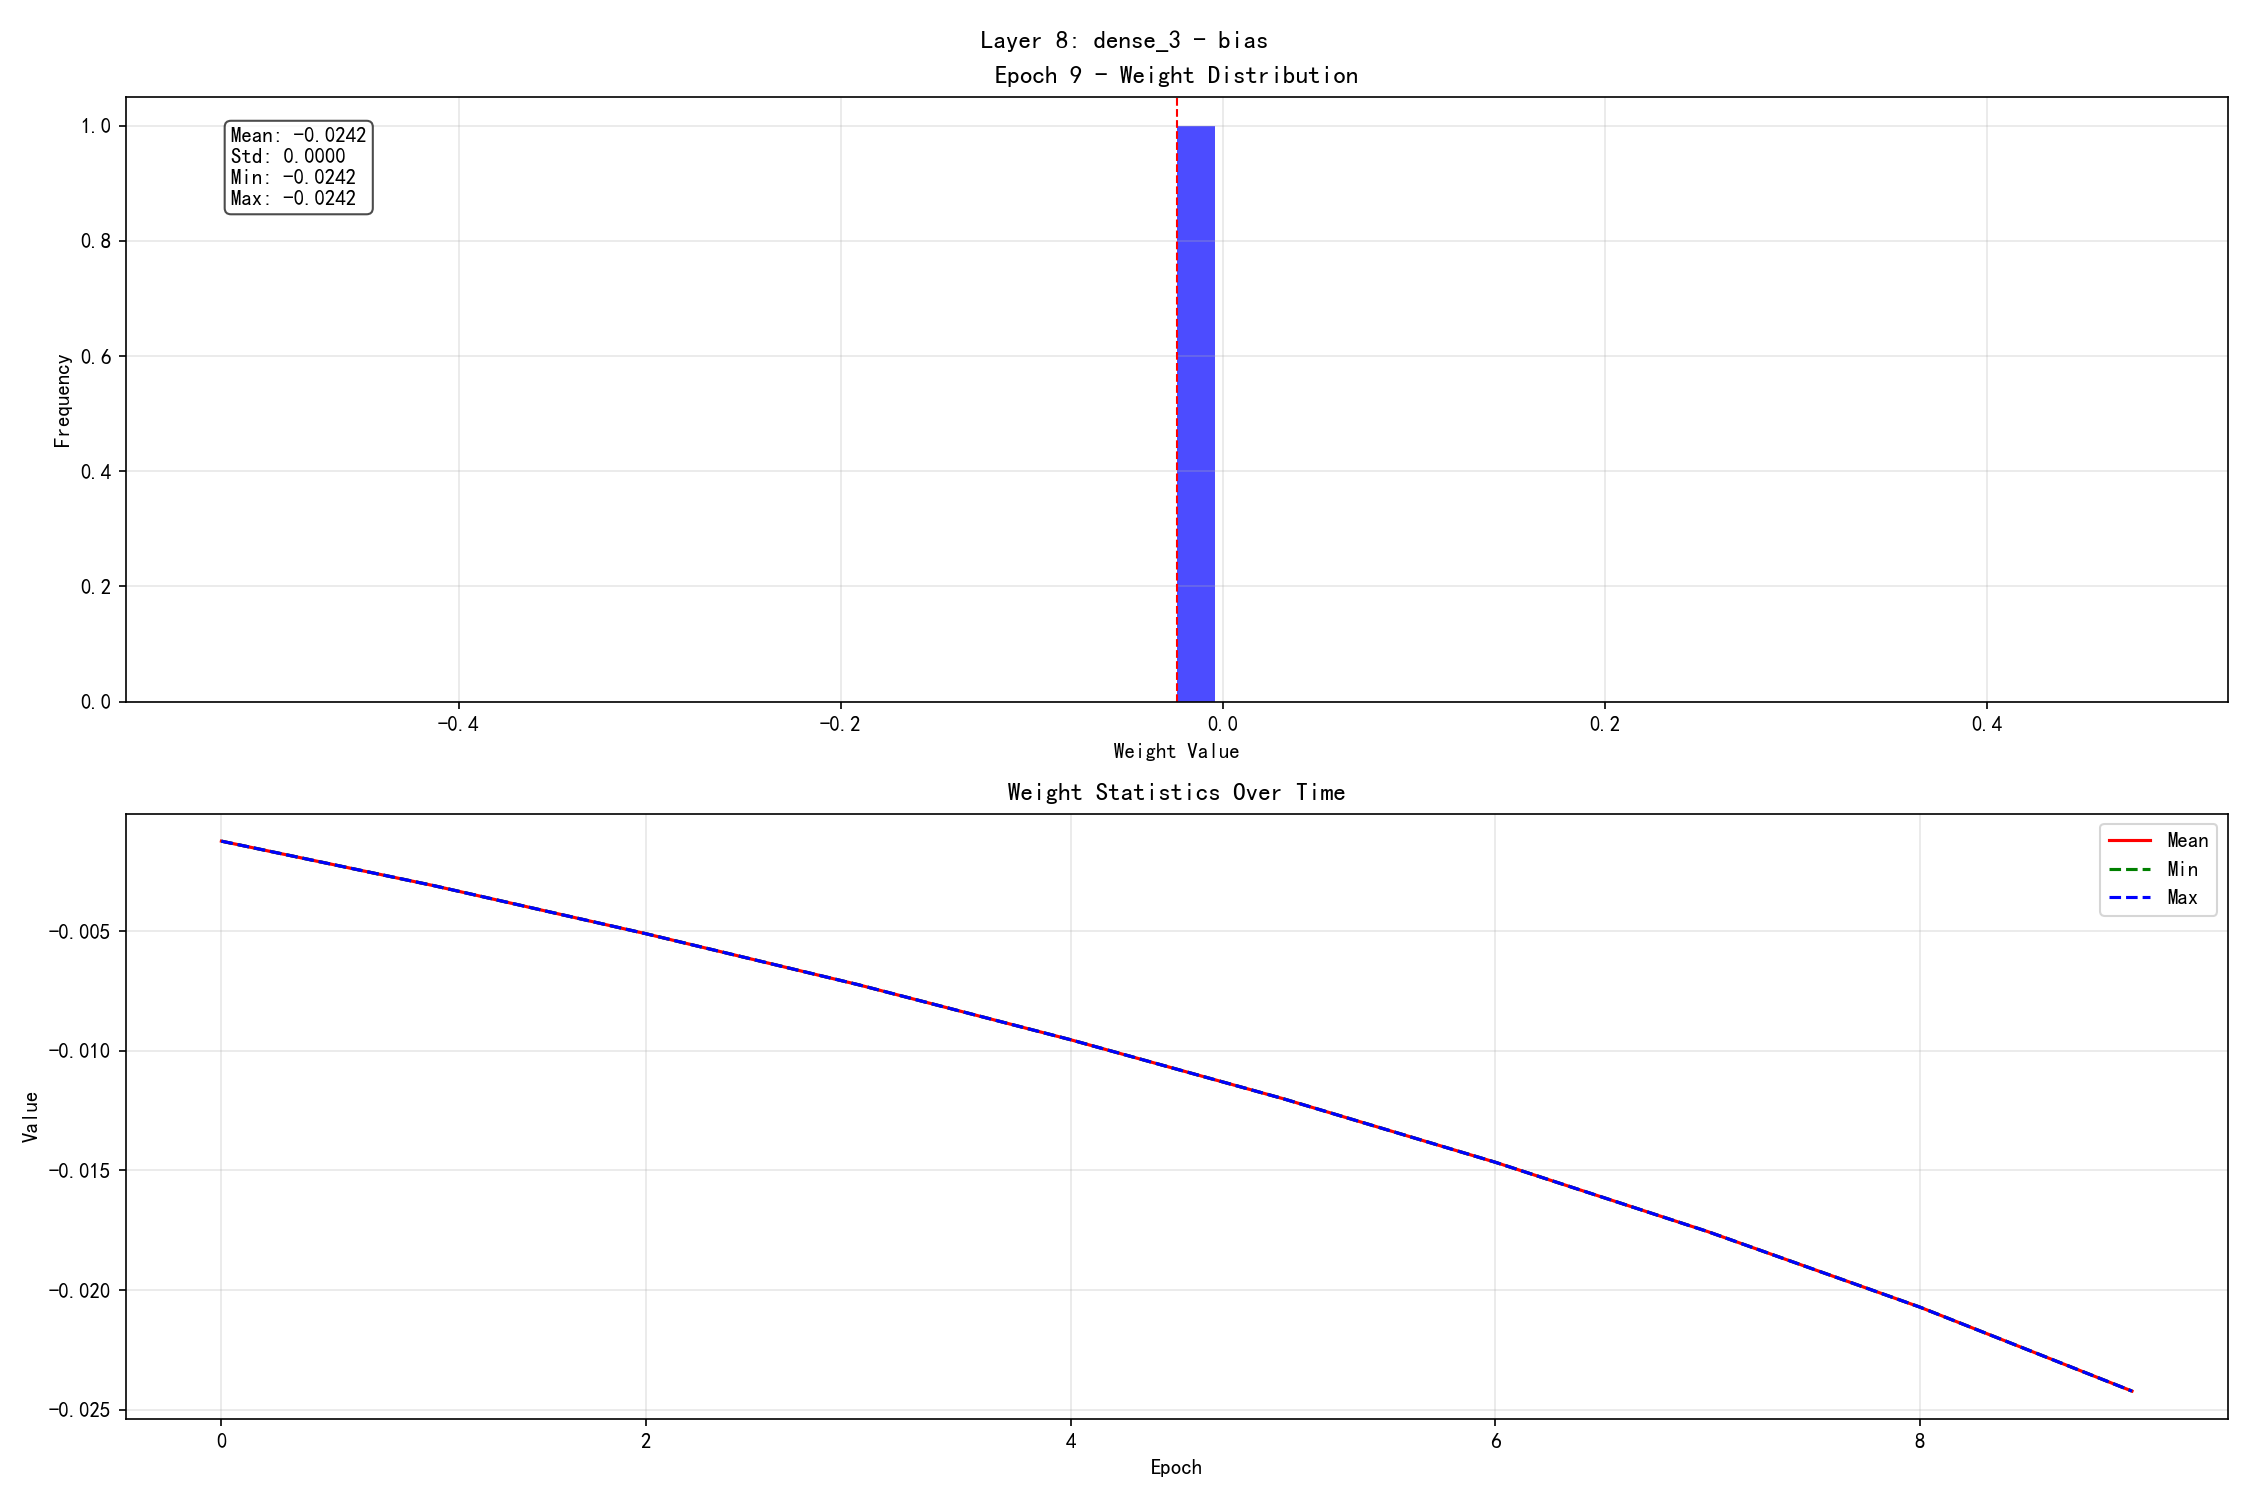 Layer 8: dense_3 - bias
Epoch 9 - Weight Distribution
1.0
0.8
0.6
0.4
0.2
0.0
Frequency
Mean: -0.0242
Std: 0.0000
Min: -0.0242
Max: -0.0242
-0.4
-0.2
0.0
0.2
0.4
Weight Value
Weight Statistics Over Time
Mean
Min
Max
-0.005
-0.010
-0.015
-0.020
-0.025
Value
0
2
4
6
8
Epoch